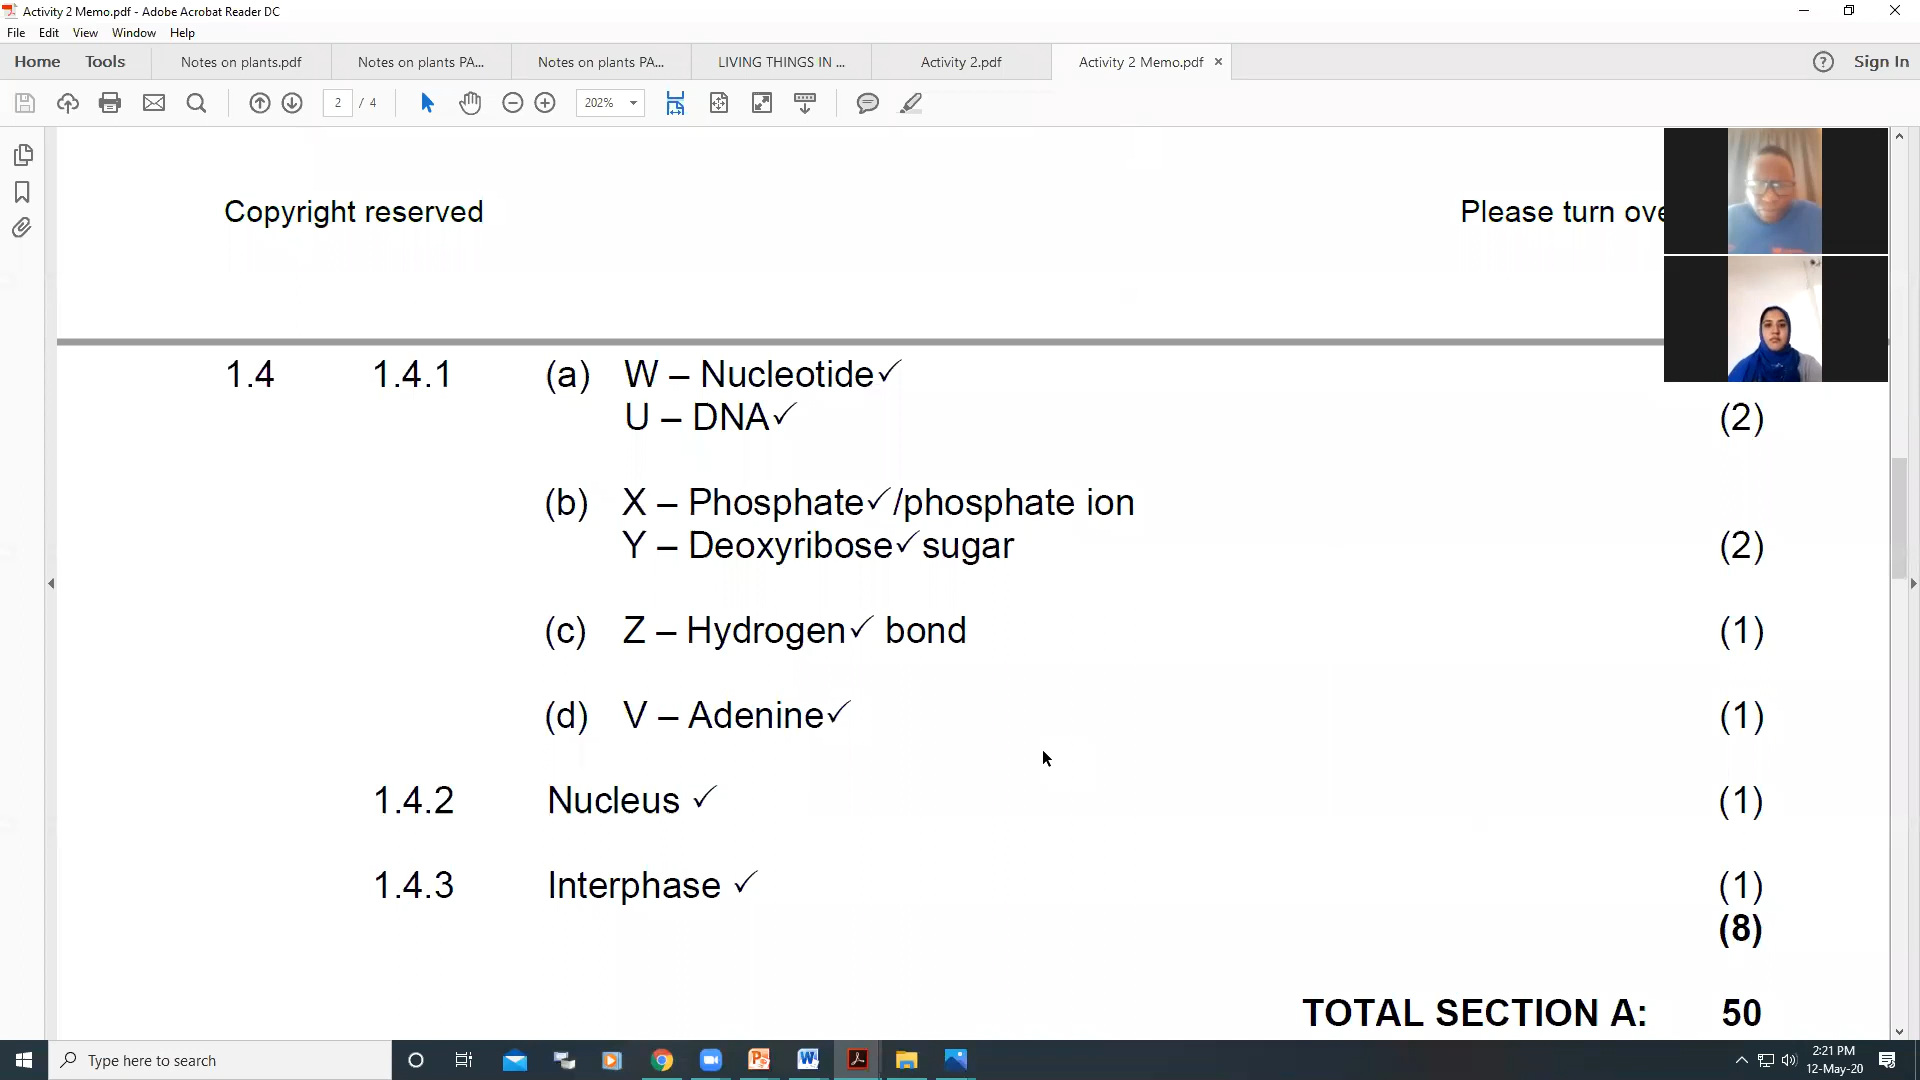 Activity 2 Memo.pdf - Adobe Acrobat Reader DC
File Edit View Window Help
Home Tools Notes on plants.pdf Notes on plants PA... Notes on plants PA... LIVING THINGS IN ... Activity 2.pdf Activity 2 Memo.pdf × Sign In
2 / 4 202%
Copyright reserved Please turn ove
1.4 1.4.1 (a) W – Nucleotide✓
U – DNA✓ (2)
(b) X – Phosphate✓/phosphate ion
Y – Deoxyribose✓sugar (2)
(c) Z – Hydrogen✓ bond (1)
(d) V – Adenine✓ (1)
1.4.2 Nucleus ✓ (1)
1.4.3 Interphase ✓ (1)
(8)
TOTAL SECTION A: 50
Type here to search
2:21 PM
12-May-20